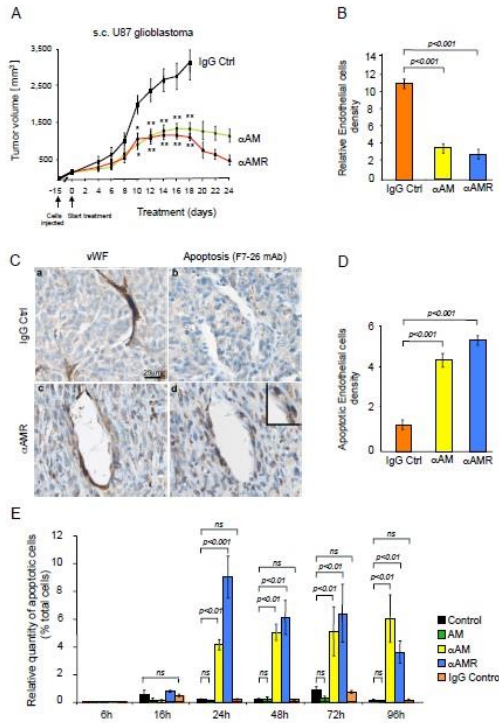 A
s.c. U87 glioblastoma
Tumor volume [mm³]
3,500
2,500
1,500
500
IgG Ctrl
αAM
αAMR
* ** ** ** **
* ** ** ** **
-15 0 2 4 6 8 10 12 14 16 18 20 22 24
Cells injected
Start treatment
Treatment (days)
B
Relative Endothelial cells density
14
12
10
8
6
4
2
0
p<0.001
p<0.001
IgG Ctrl αAM αAMR
C
vWF Apoptosis (F7-26 mAb)
IgG Ctrl
a b
αAMR
c d
D
Apoptotic Endothelial cells density
6
4
2
0
p<0.001
p<0.001
IgG Ctrl αAM αAMR
E
Relative quantity of apoptotic cells (% total cells)
12
10
8
6
4
2
0
ns
ns
p<0.001
p<0.01
ns
ns
p<0.01
p<0.01
ns
ns
p<0.01
p<0.01
ns
ns
p<0.01
p<0.01
ns
6h 16h 24h 48h 72h 96h
Control
AM
αAM
αAMR
IgG Control